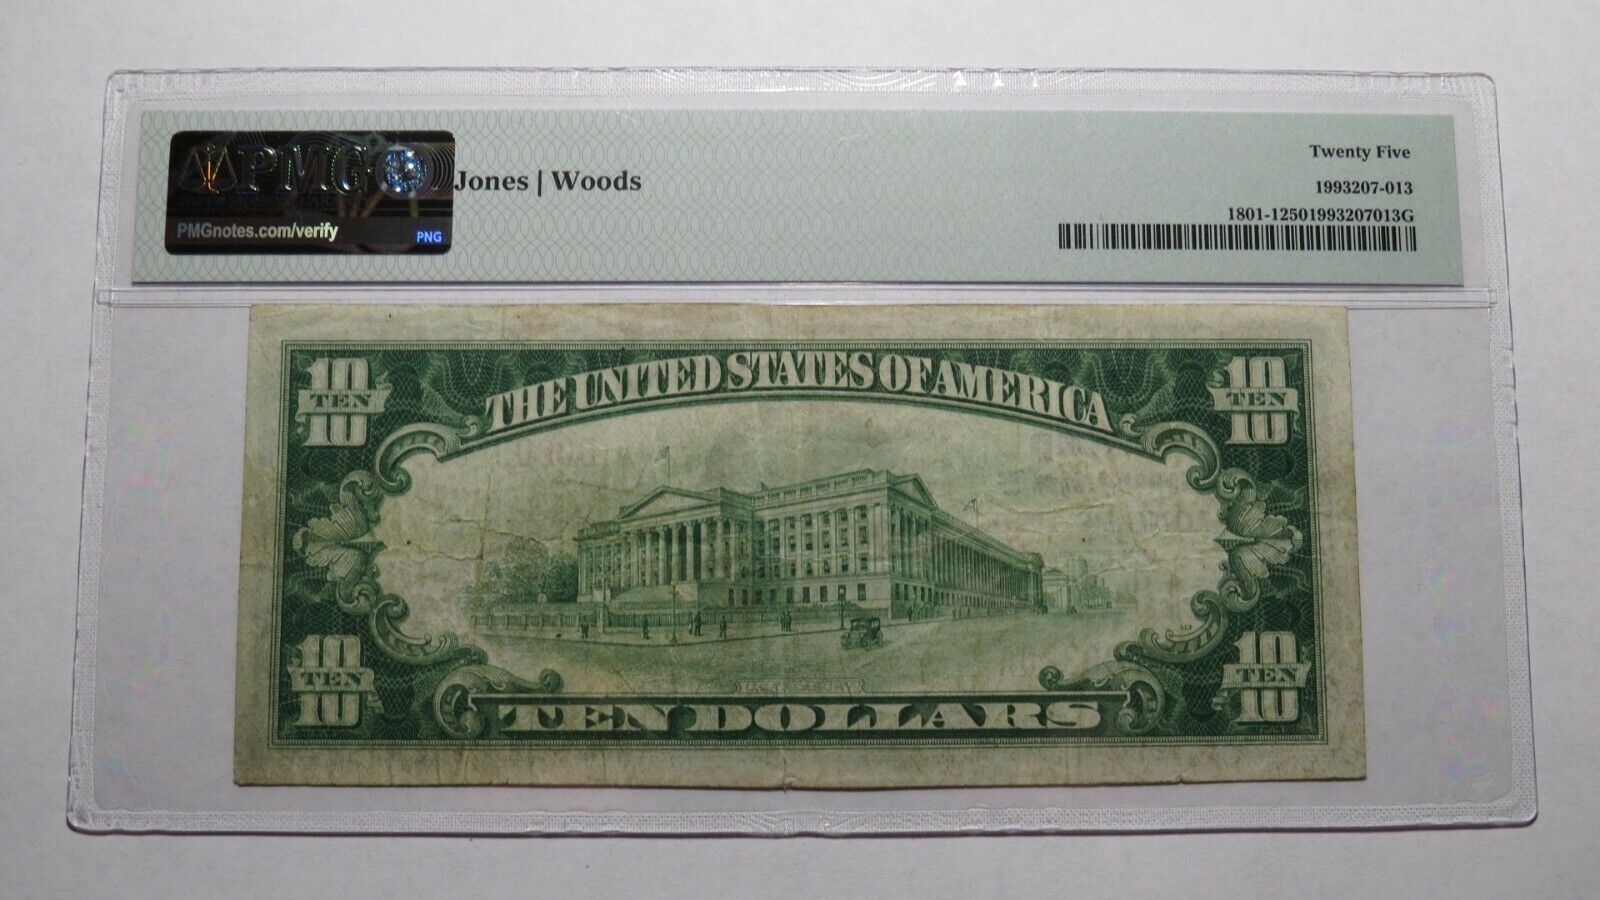 PMG
PMGnotes.com/verify
PNG
Jones | Woods
Twenty Five
1993207-013
1801-12501993207013G
THE UNITED STATES OF AMERICA
10
TEN
10
10
TEN
10
10
TEN
10
10
TEN
10
TEN DOLLARS